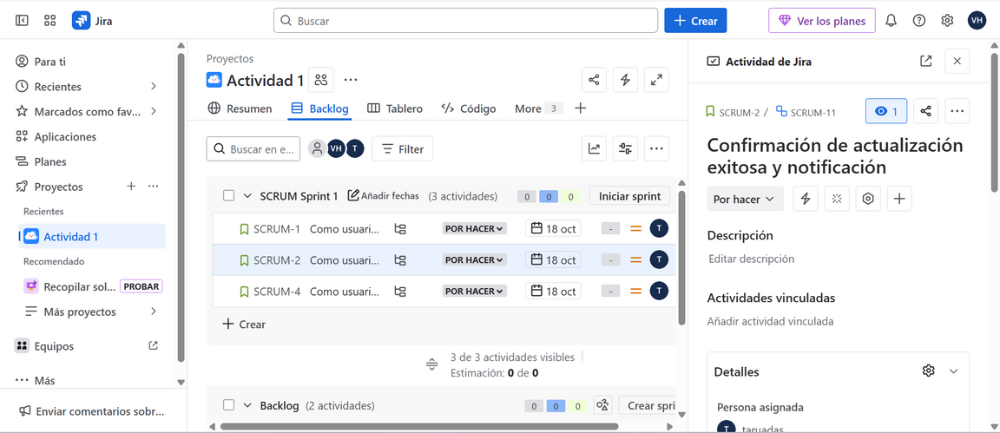 Jira
Buscar
Crear
Ver los planes
VH
Para ti
Recientes
Marcados como fav...
Aplicaciones
Planes
Proyectos
Recientes
Actividad 1
Recomendado
Recopilar sol... PROBAR
Más proyectos
Equipos
Más
Enviar comentarios sobr...
Proyectos
Actividad 1
Resumen Backlog Tablero Código More 3
Buscar en e... VH T Filter
SCRUM Sprint 1 Añadir fechas (3 actividades) 0 0 0 Iniciar sprint
SCRUM-1 Como usuari... POR HACER 18 oct - T
SCRUM-2 Como usuari... POR HACER 18 oct - T
SCRUM-4 Como usuari... POR HACER 18 oct - T
Crear
3 de 3 actividades visibles
Estimación: 0 de 0
Backlog (2 actividades) 0 0 0 Crear spri
Actividad de Jira
SCRUM-2 / SCRUM-11 1
Confirmación de actualización
exitosa y notificación
Por hacer
Descripción
Editar descripción
Actividades vinculadas
Añadir actividad vinculada
Detalles
Persona asignada
T taruadas